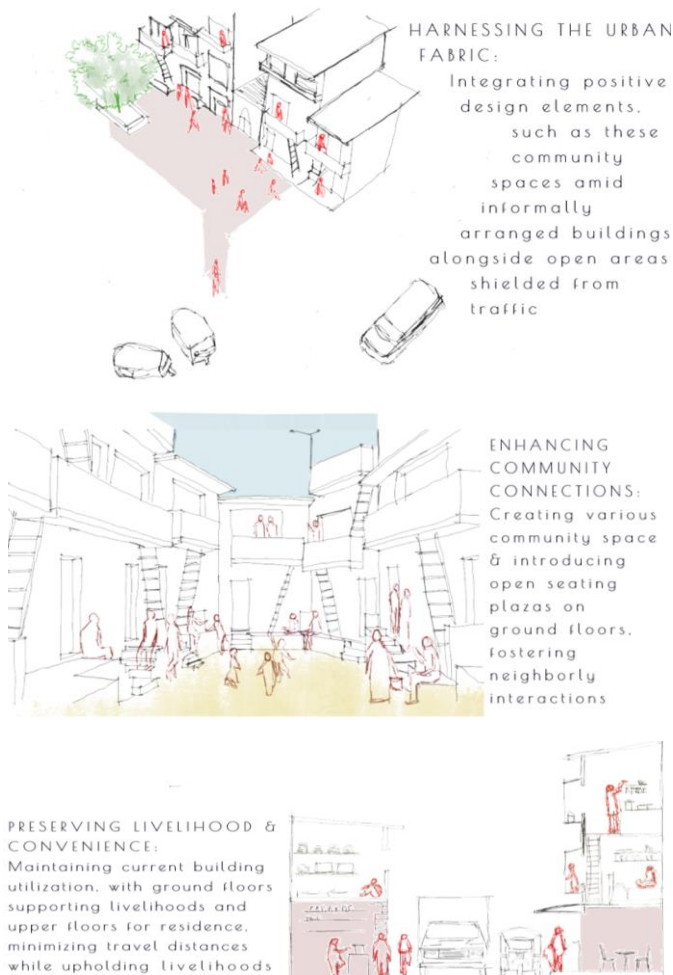 HARNESSING THE URBAN
FABRIC:
Integrating positive
design elements,
such as these
community
spaces amid
informally
arranged buildings
alongside open areas
shielded from
traffic
ENHANCING
COMMUNITY
CONNECTIONS:
Creating various
community space
& introducing
open seating
plazas on
ground floors,
fostering
neighborly
interactions
PRESERVING LIVELIHOOD &
CONVENIENCE:
Maintaining current building
utilization, with ground floors
supporting livelihoods and
upper floors for residence,
minimizing travel distances
while upholding livelihoods